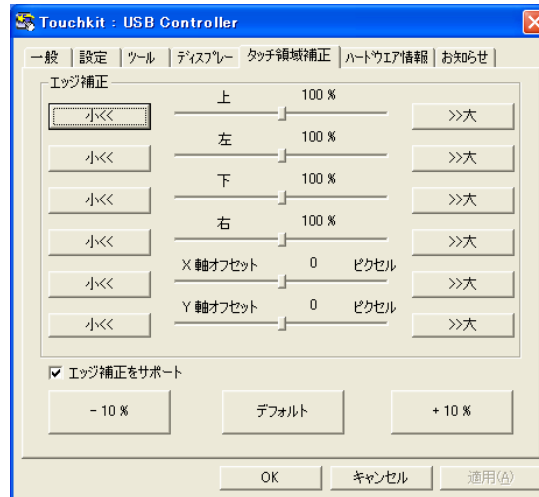 Touchkit : USB Controller
一般 設定 ツール ディスプレー タッチ領域補正 ハードウエア情報 お知らせ
エッジ補正
上 100 %
小<< >>大
左 100 %
小<< >>大
下 100 %
小<< >>大
右 100 %
小<< >>大
X 軸オフセット 0 ピクセル
小<< >>大
Y 軸オフセット 0 ピクセル
小<< >>大
エッジ補正をサポート
- 10 % デフォルト + 10 %
OK キャンセル 適用(A)